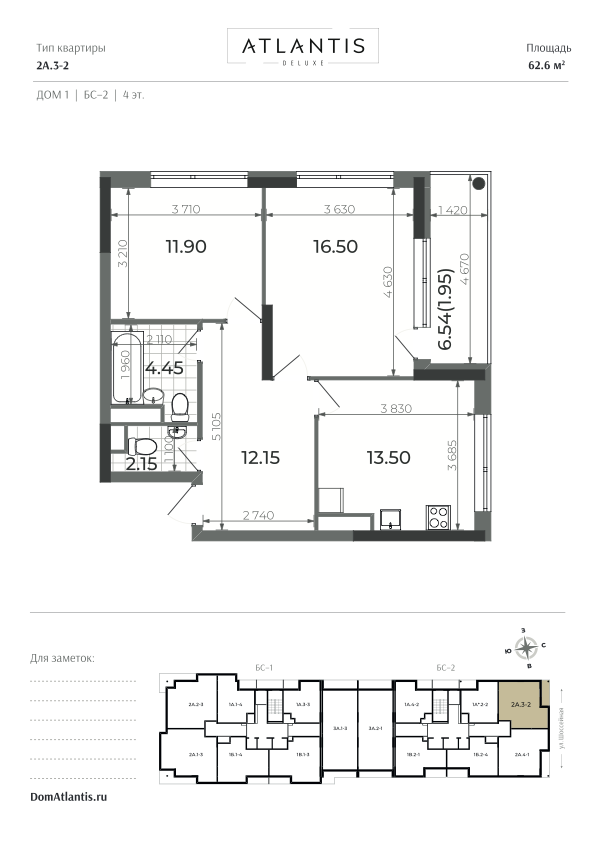 Тип квартиры
2А.3-2
ATLANTIS
DELUXE
Площадь
62.6 м²
ДОМ 1 | БС-2 | 4 эт.
3 710
3 630
1 420
11.90
16.50
3 210
4 630
4 670
6.54(1.95)
2 110
1 960
4.45
5 105
3 830
1 100
2.15
12.15
13.50
3 685
2 740
Для заметок:
З
Ю
С
В
БС-1
БС-2
2А.2-3
1А.1-4
1А.3-3
3А.1-3
3А.2-1
1А.4-2
1А*.2-2
2А.3-2
2А.1-3
1Б.1-4
1В.1-3
1В.2-1
1Б.2-4
2А.4-1
ул. Шоссейная
DomAtlantis.ru